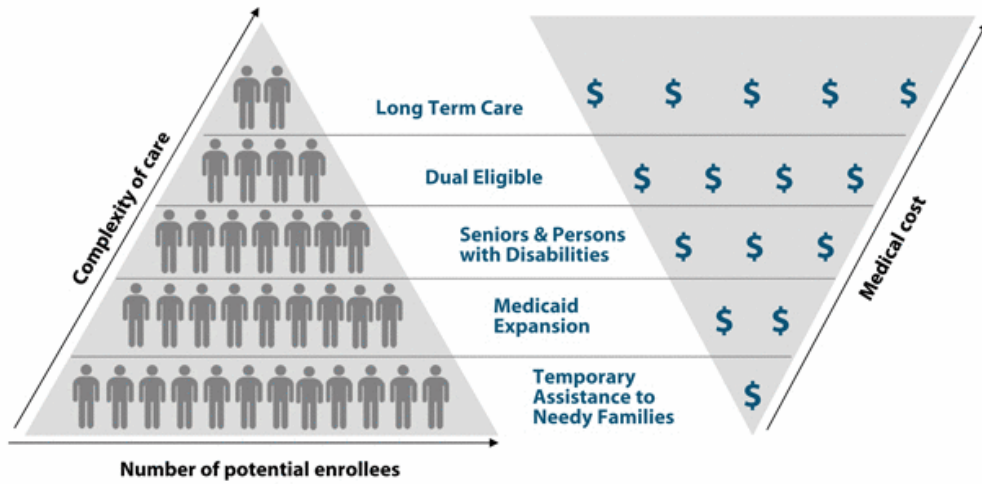 Complexity of care
Long Term Care
$ $ $ $ $
Dual Eligible
$ $ $ $
Seniors & Persons
with Disabilities
$ $ $
Medicaid
Expansion
$ $
Temporary
Assistance to
Needy Families
$
Medical cost
Number of potential enrollees